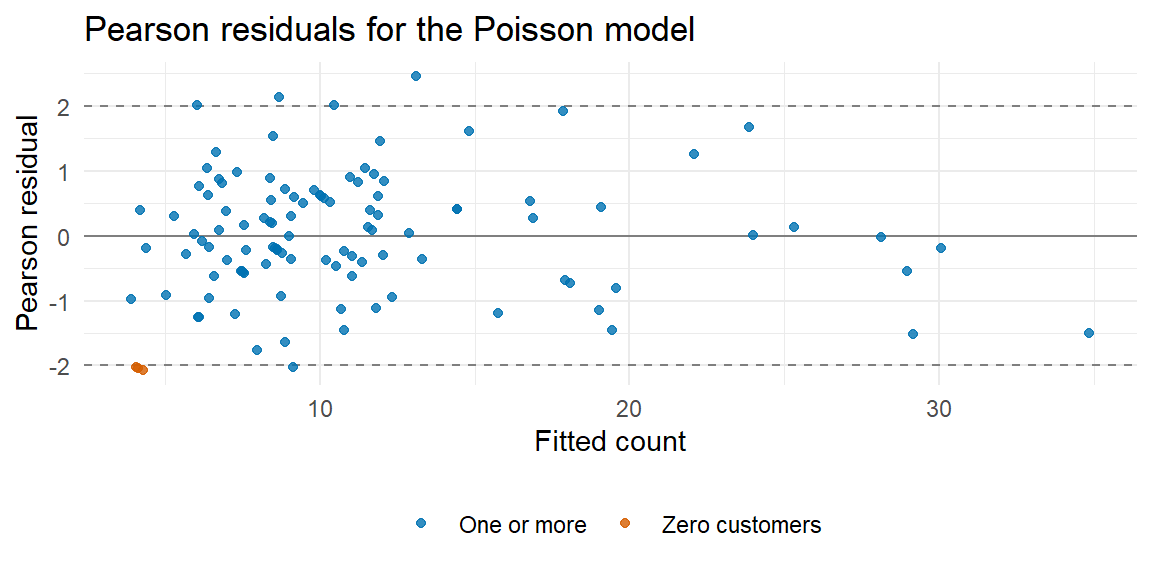 Pearson residuals for the Poisson model
Pearson residual
2
1
0
-1
-2
10
20
30
Fitted count
One or more
Zero customers